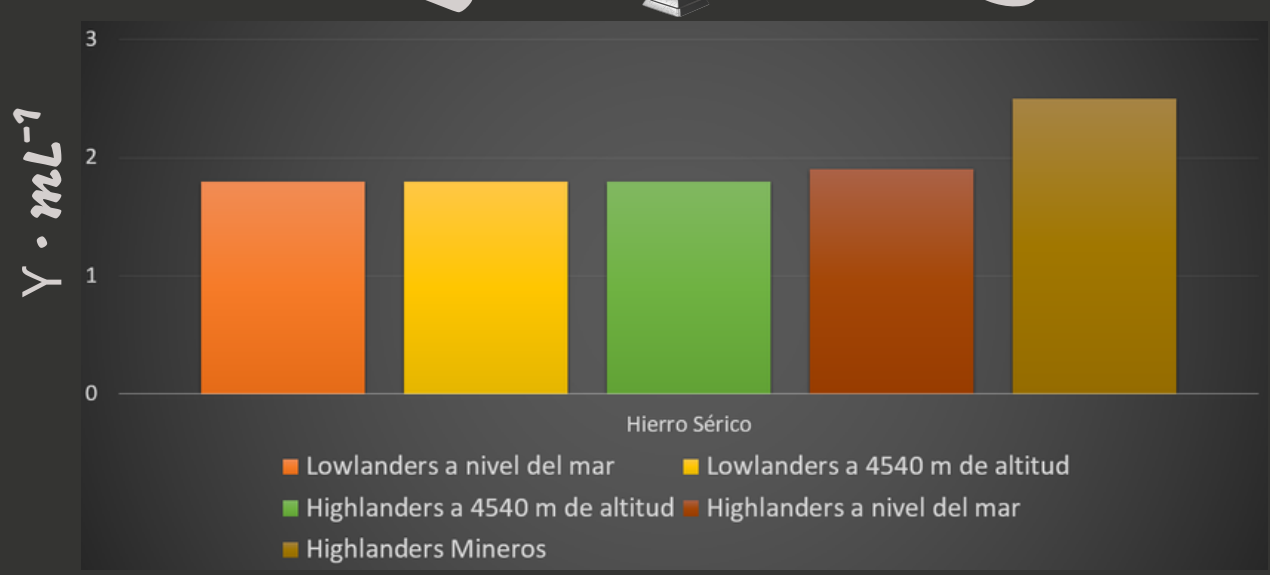 3
Y · mL⁻¹
2
1
0
Hierro Sérico
Lowlanders a nivel del mar
Lowlanders a 4540 m de altitud
Highlanders a 4540 m de altitud
Highlanders a nivel del mar
Highlanders Mineros